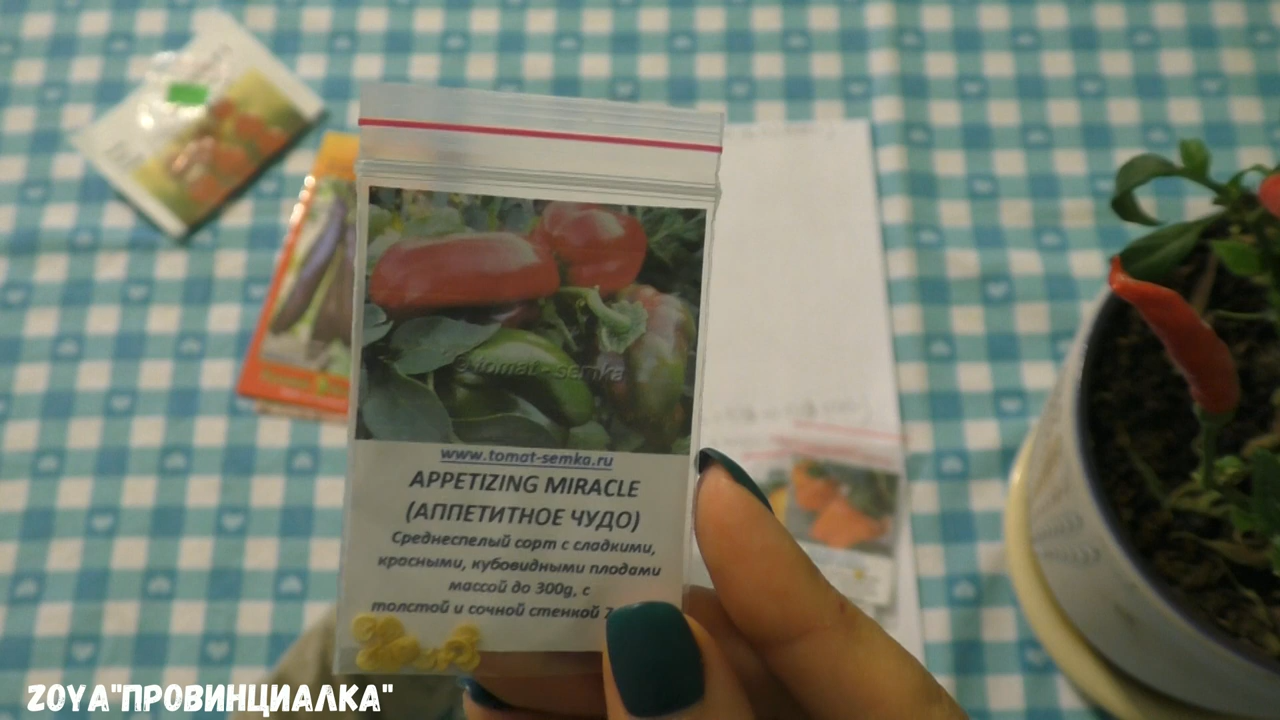 © tomat - semka
www.tomat-semka.ru
APPETIZING MIRACLE
(АППЕТИТНОЕ ЧУДО)
Среднеспелый сорт с сладкими,
красными, кубовидными плодами
массой до 300g, с
толстой и сочной стенкой
ZOYA"ПРОВИНЦИАЛКА"